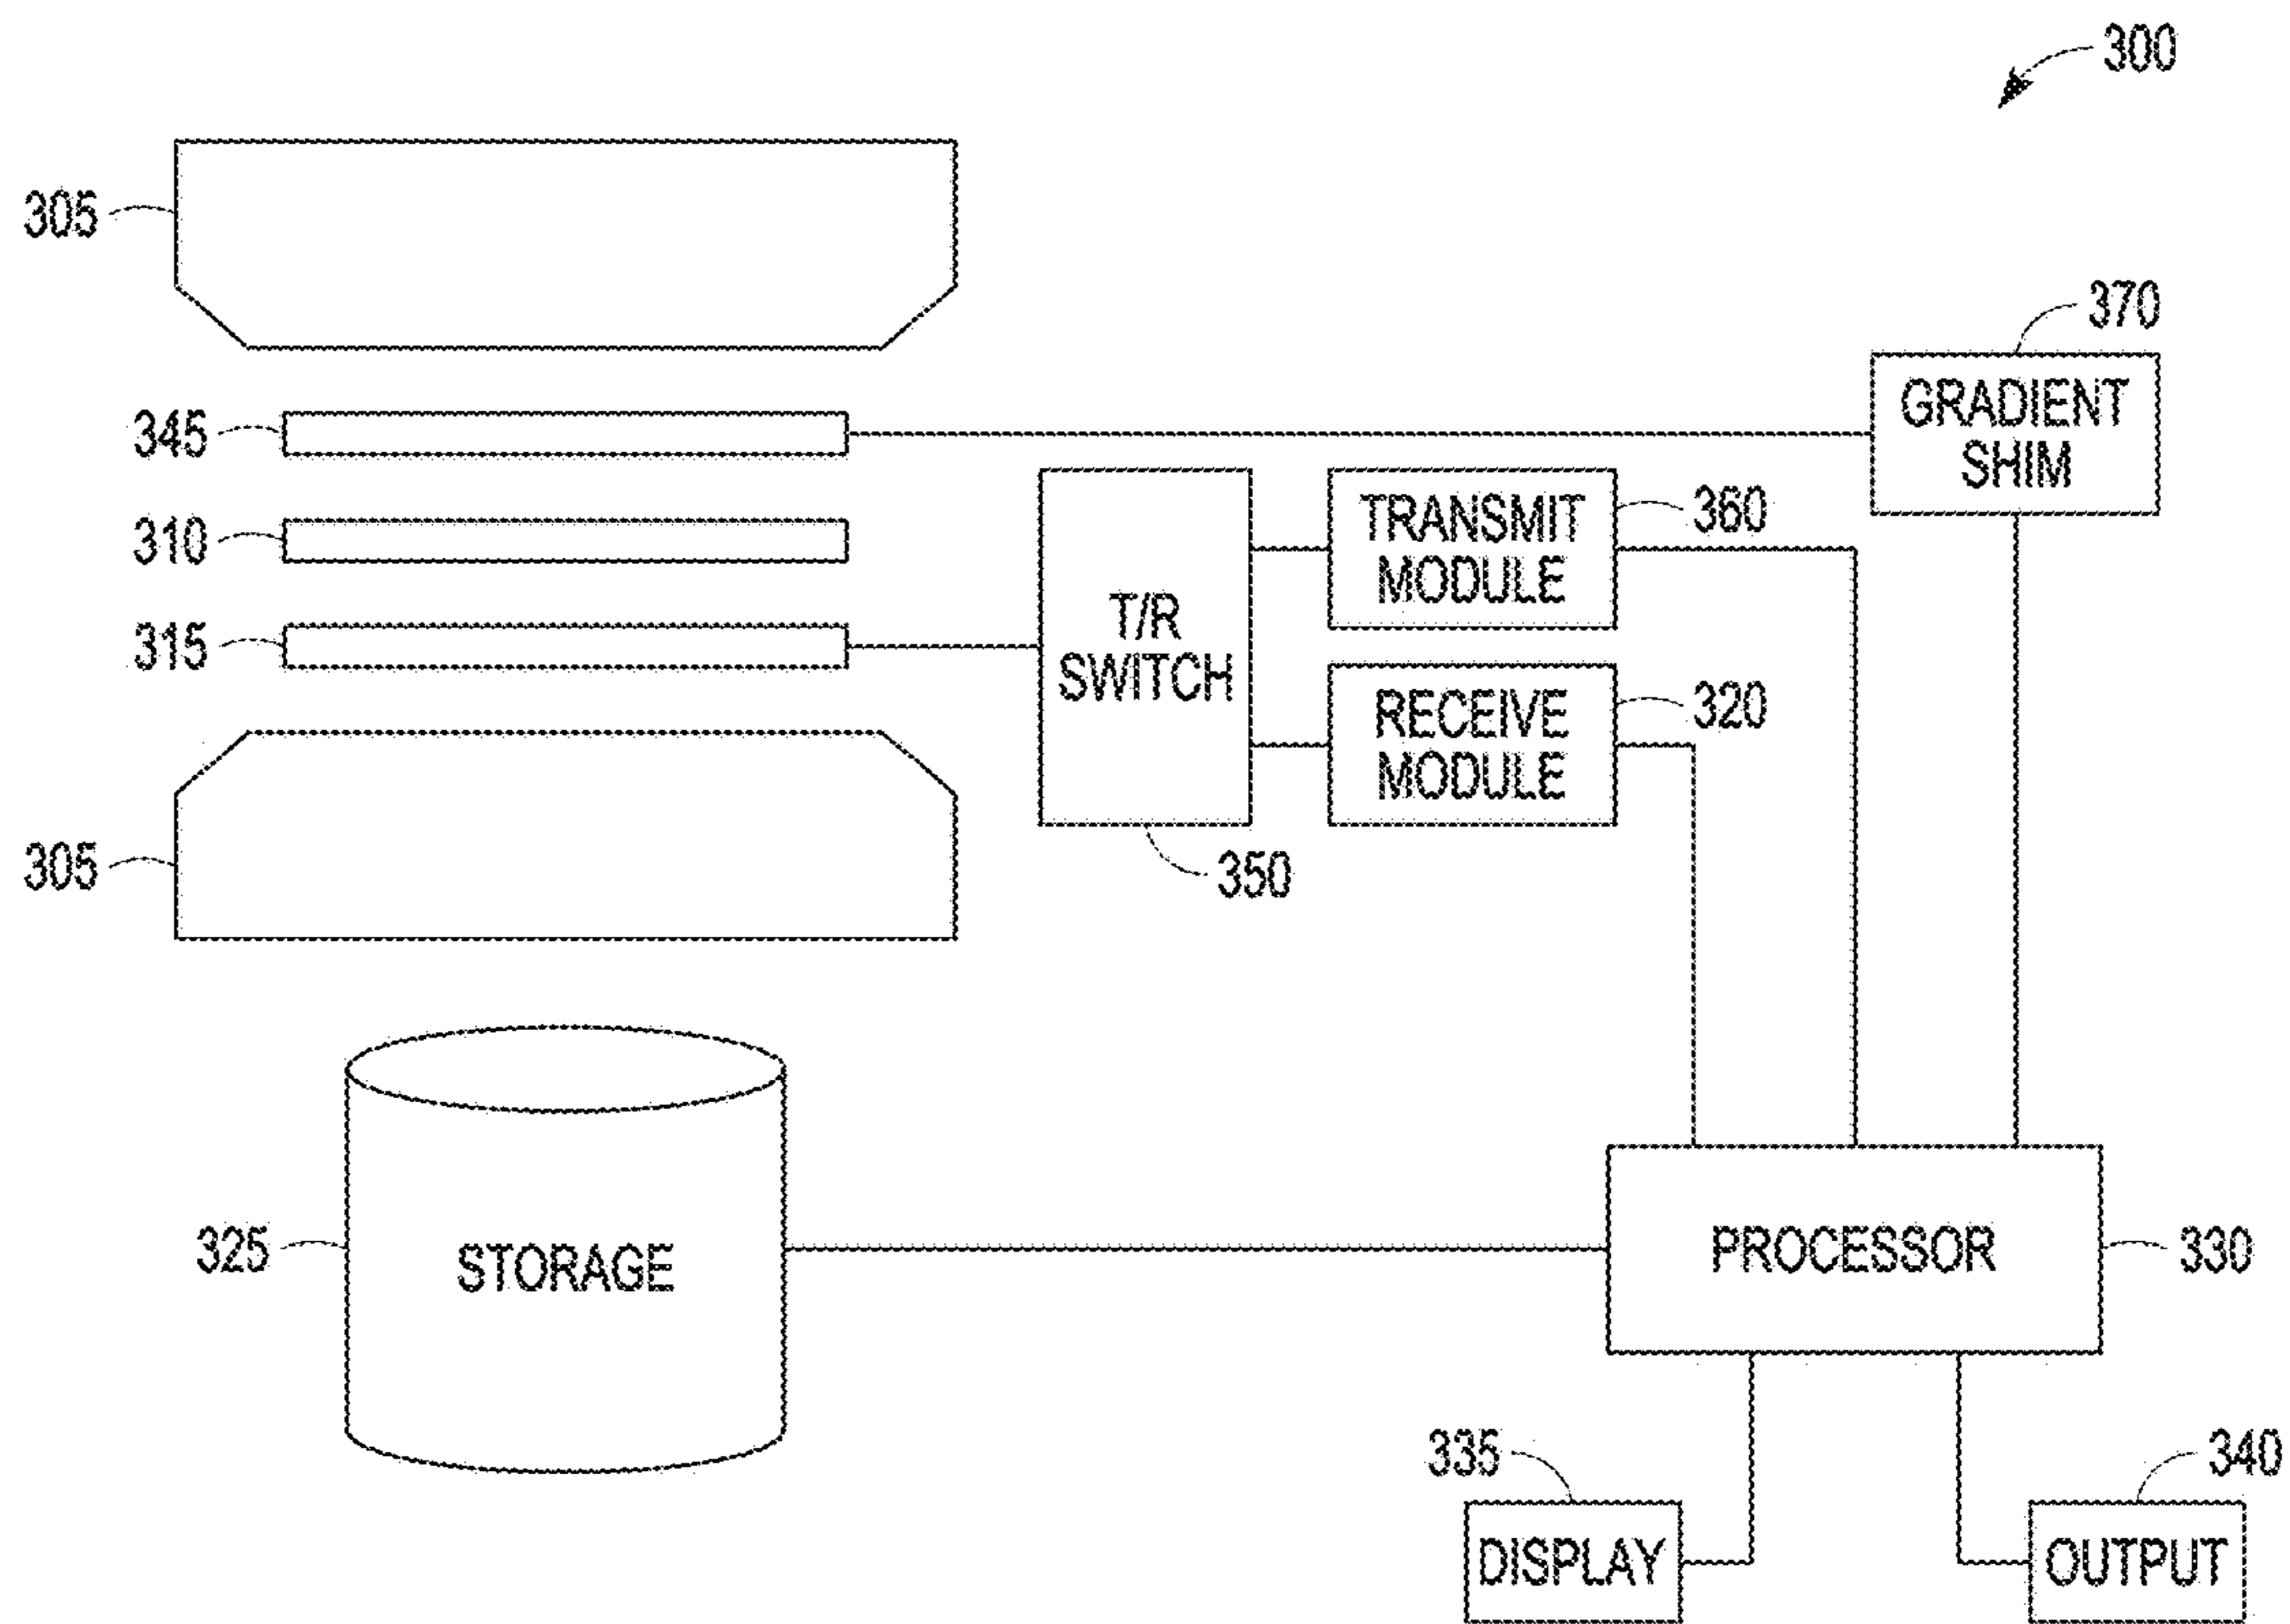 300
305
370
GRADIENT
SHIM
345
310
315
T/R
SWITCH
TRANSMIT
MODULE
360
RECEIVE
MODULE
320
305
350
325
STORAGE
PROCESSOR
330
335
340
DISPLAY
OUTPUT